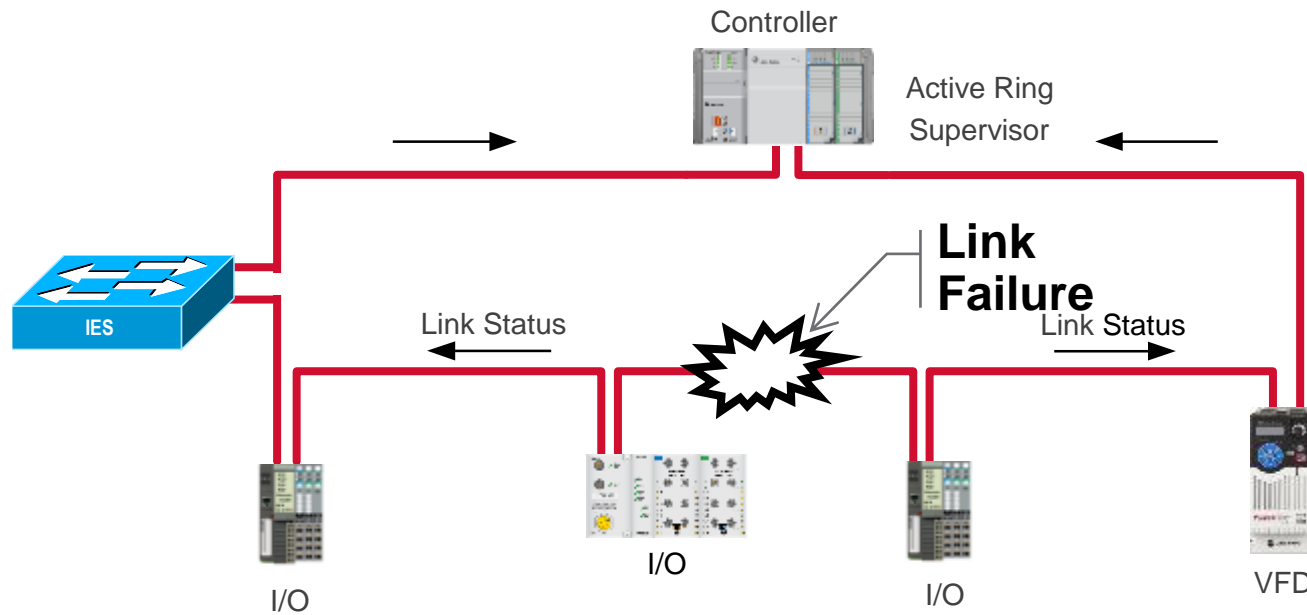 Controller
Active Ring
Supervisor
Link
Failure
IES
Link Status
Link Status
I/O
I/O
I/O
VFD